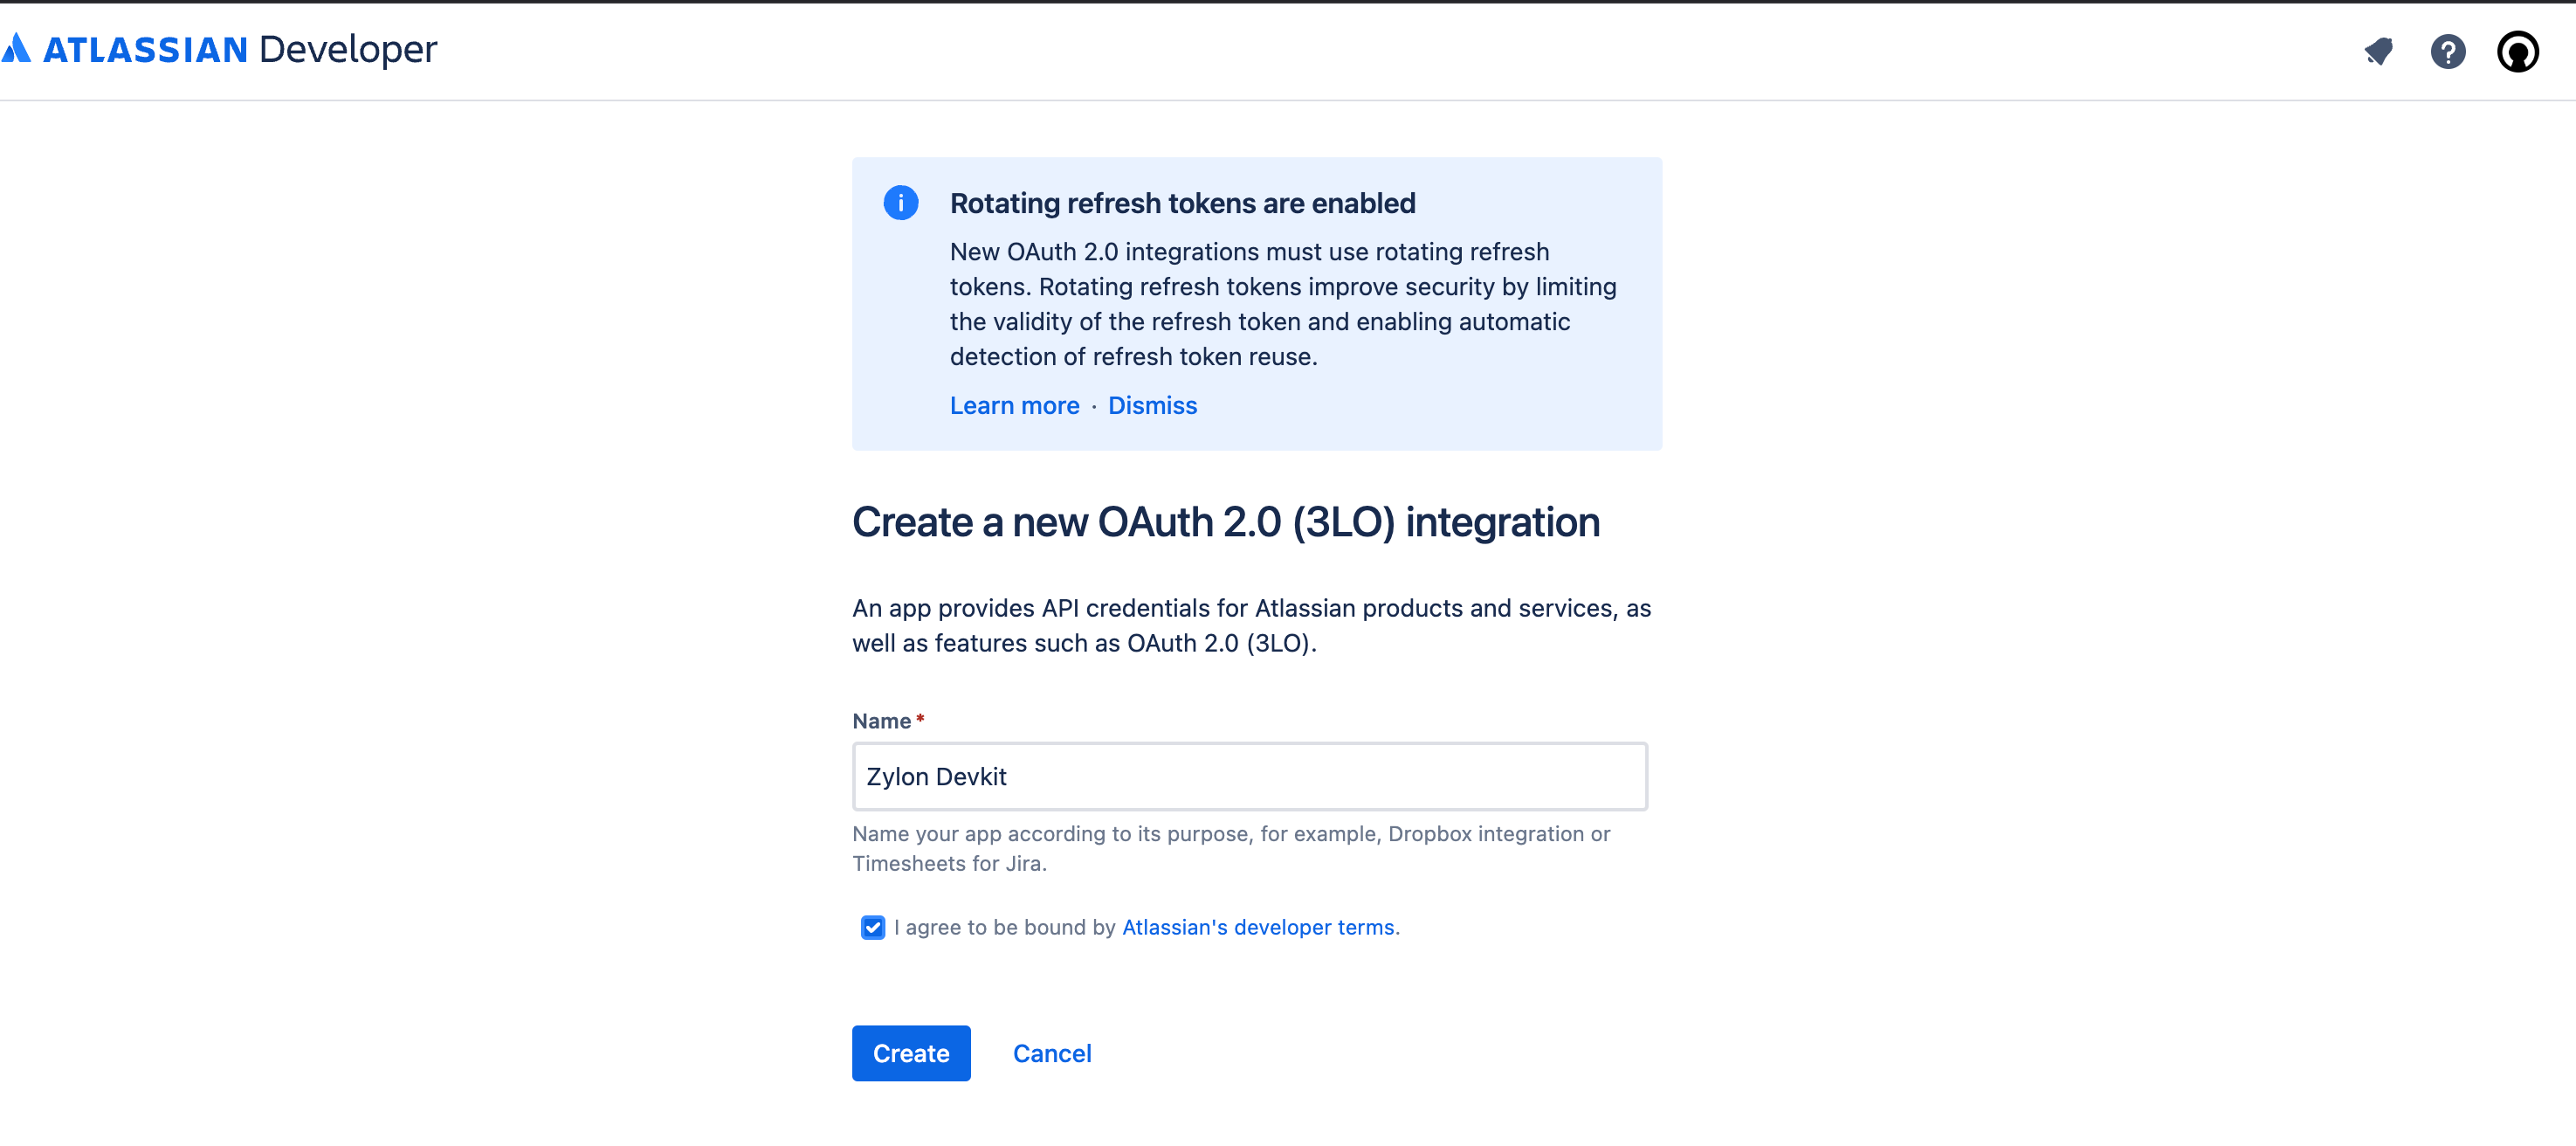 ATLASSIAN Developer
Rotating refresh tokens are enabled
New OAuth 2.0 integrations must use rotating refresh
tokens. Rotating refresh tokens improve security by limiting
the validity of the refresh token and enabling automatic
detection of refresh token reuse.
Learn more · Dismiss
Create a new OAuth 2.0 (3LO) integration
An app provides API credentials for Atlassian products and services, as
well as features such as OAuth 2.0 (3LO).
Name *
Zylon Devkit
Name your app according to its purpose, for example, Dropbox integration or
Timesheets for Jira.
I agree to be bound by Atlassian's developer terms.
Create Cancel